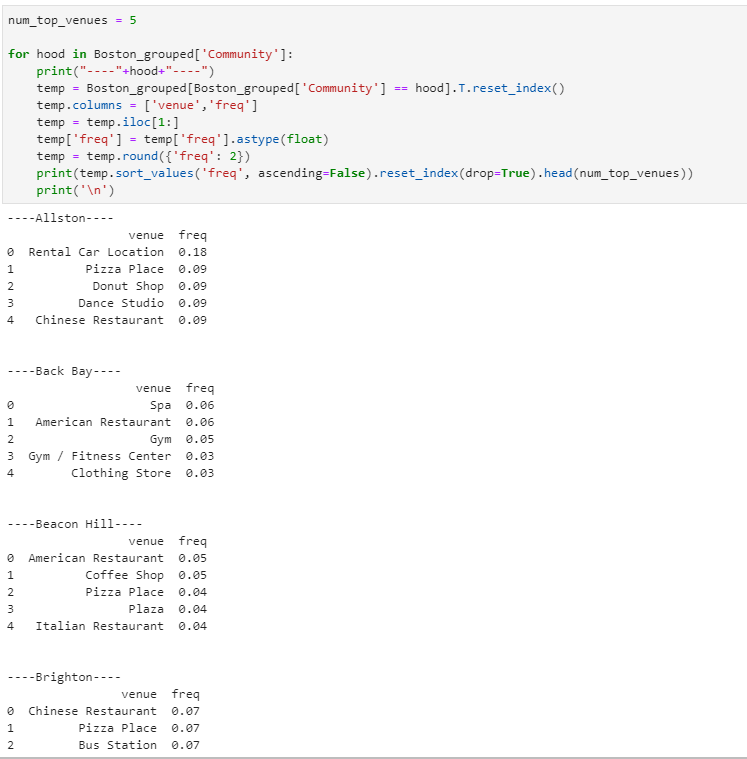 num_top_venues = 5

for hood in Boston_grouped['Community']:
    print("----"+hood+"----")
    temp = Boston_grouped[Boston_grouped['Community'] == hood].T.reset_index()
    temp.columns = ['venue','freq']
    temp = temp.iloc[1:]
    temp['freq'] = temp['freq'].astype(float)
    temp = temp.round({'freq': 2})
    print(temp.sort_values('freq', ascending=False).reset_index(drop=True).head(num_top_venues))
    print('\n')
----Allston----
                 venue  freq
0  Rental Car Location  0.18
1          Pizza Place  0.09
2           Donut Shop  0.09
3         Dance Studio  0.09
4   Chinese Restaurant  0.09

----Back Bay----
                  venue  freq
0                   Spa  0.06
1   American Restaurant  0.06
2                   Gym  0.05
3  Gym / Fitness Center  0.03
4        Clothing Store  0.03

----Beacon Hill----
                 venue  freq
0  American Restaurant  0.05
1          Coffee Shop  0.05
2          Pizza Place  0.04
3                Plaza  0.04
4   Italian Restaurant  0.04

----Brighton----
                venue  freq
0  Chinese Restaurant  0.07
1         Pizza Place  0.07
2         Bus Station  0.07